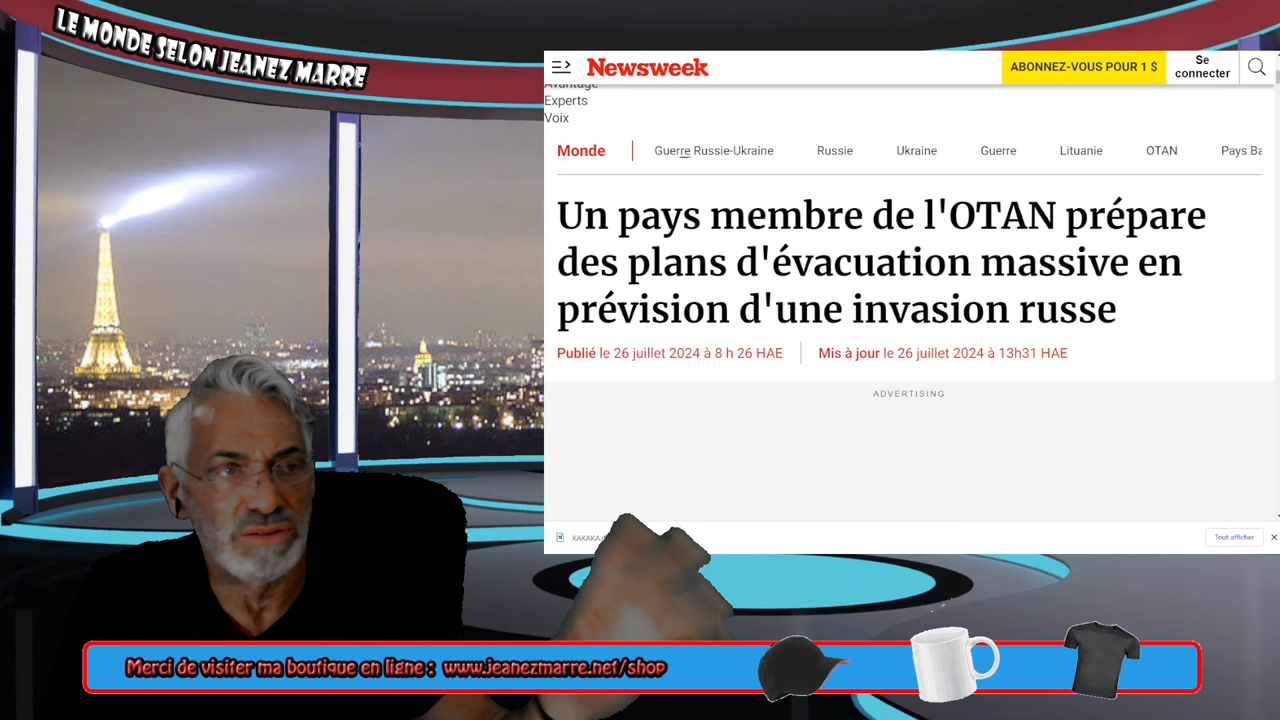 LE MONDE SELON JEANEZ MARRE
Newsweek
ABONNEZ-VOUS POUR 1 $
Se
connecter
Avantage
Experts
Voix
Monde
Guerre Russie-Ukraine
Russie
Ukraine
Guerre
Lituanie
OTAN
Pays Ba
Un pays membre de l'OTAN prépare
des plans d'évacuation massive en
prévision d'une invasion russe
Publié le 26 juillet 2024 à 8 h 26 HAE
Mis à jour le 26 juillet 2024 à 13h31 HAE
ADVERTISING
KAKAKA
Tout afficher
Merci de visiter ma boutique en ligne : www.jeanezmarre.net/shop